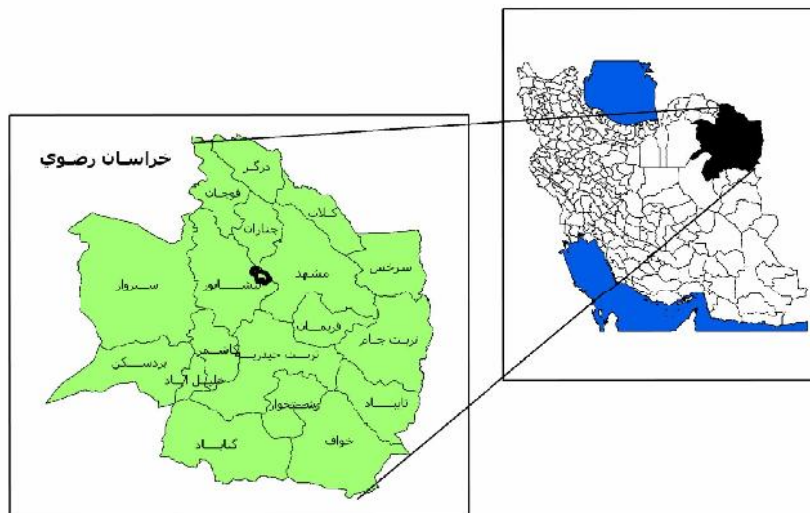 خراسان رضوي
درگز
قوچان
کلات
چناران
سرخس
مشهد
نیشابور
سبزوار
فریمان
تربت جام
کاشمر
تربت حیدریه
بردسکن
خلیل آباد
رشتخوار
تایباد
خواف
گناباد